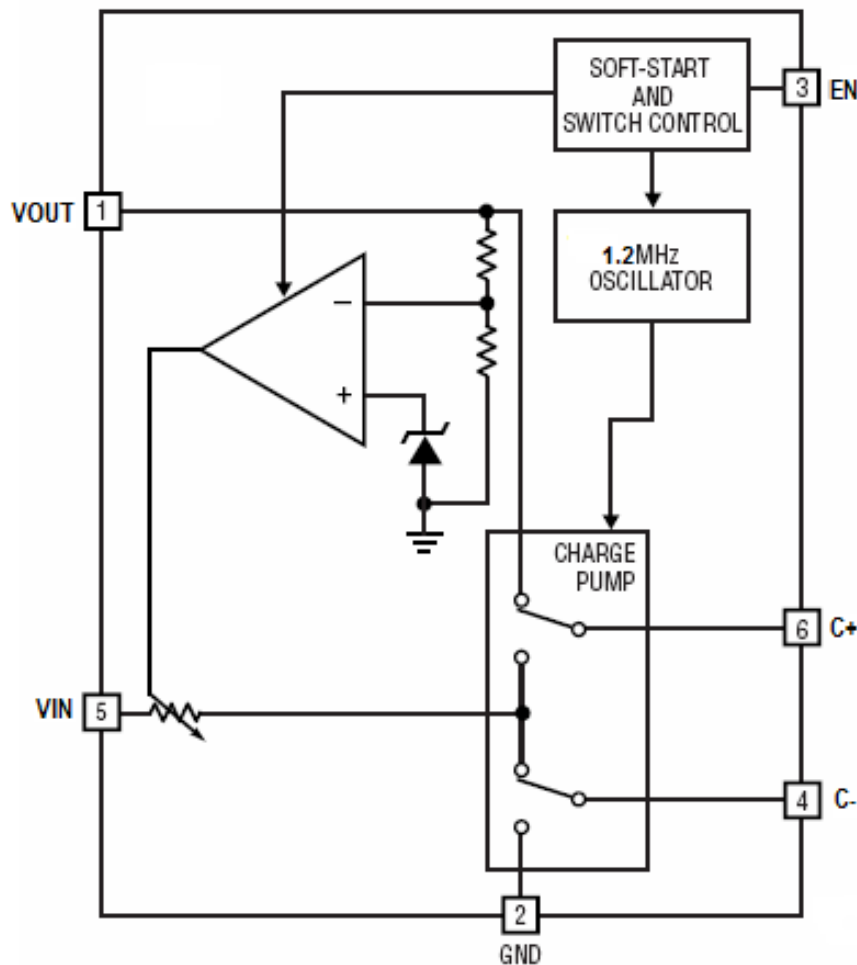 SOFT-START
AND
SWITCH CONTROL
3 EN
VOUT 1
1.2MHz
OSCILLATOR
−
+
CHARGE
PUMP
6 C+
VIN 5
4 C-
2
GND